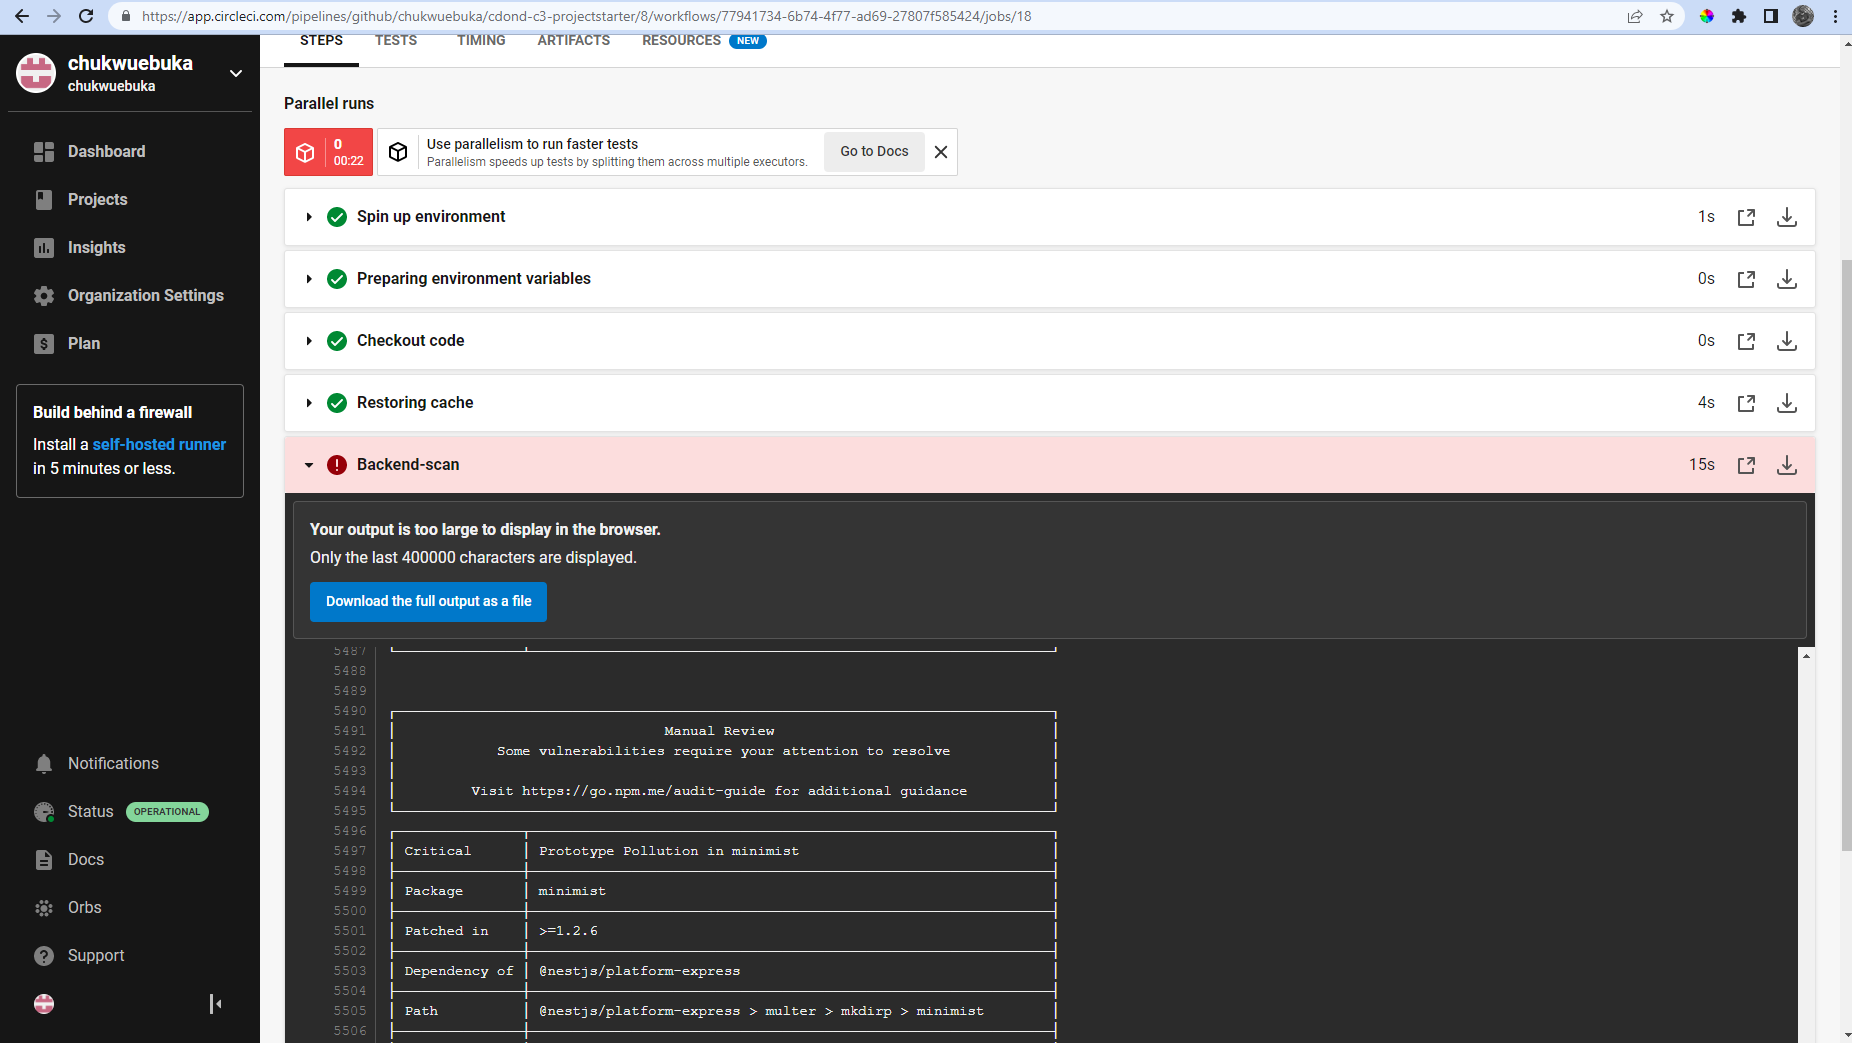 https://app.circleci.com/pipelines/github/chukwuebuka/cdond-c3-projectstarter/8/workflows/77941734-6b74-4f77-ad69-27807f585424/jobs/18
chukwuebuka
chukwuebuka
Dashboard
Projects
Insights
Organization Settings
Plan
Build behind a firewall
Install a self-hosted runner
in 5 minutes or less.
Notifications
Status OPERATIONAL
Docs
Orbs
Support
STEPS TESTS TIMING ARTIFACTS RESOURCES NEW
Parallel runs
0
00:22
Use parallelism to run faster tests
Parallelism speeds up tests by splitting them across multiple executors.
Go to Docs
Spin up environment 1s
Preparing environment variables 0s
Checkout code 0s
Restoring cache 4s
Backend-scan 15s
Your output is too large to display in the browser.
Only the last 400000 characters are displayed.
Download the full output as a file
5487
5488
5489
5490
5491 Manual Review
5492 Some vulnerabilities require your attention to resolve
5493
5494 Visit https://go.npm.me/audit-guide for additional guidance
5495
5496
5497 Critical Prototype Pollution in minimist
5498
5499 Package minimist
5500
5501 Patched in >=1.2.6
5502
5503 Dependency of @nestjs/platform-express
5504
5505 Path @nestjs/platform-express > multer > mkdirp > minimist
5506